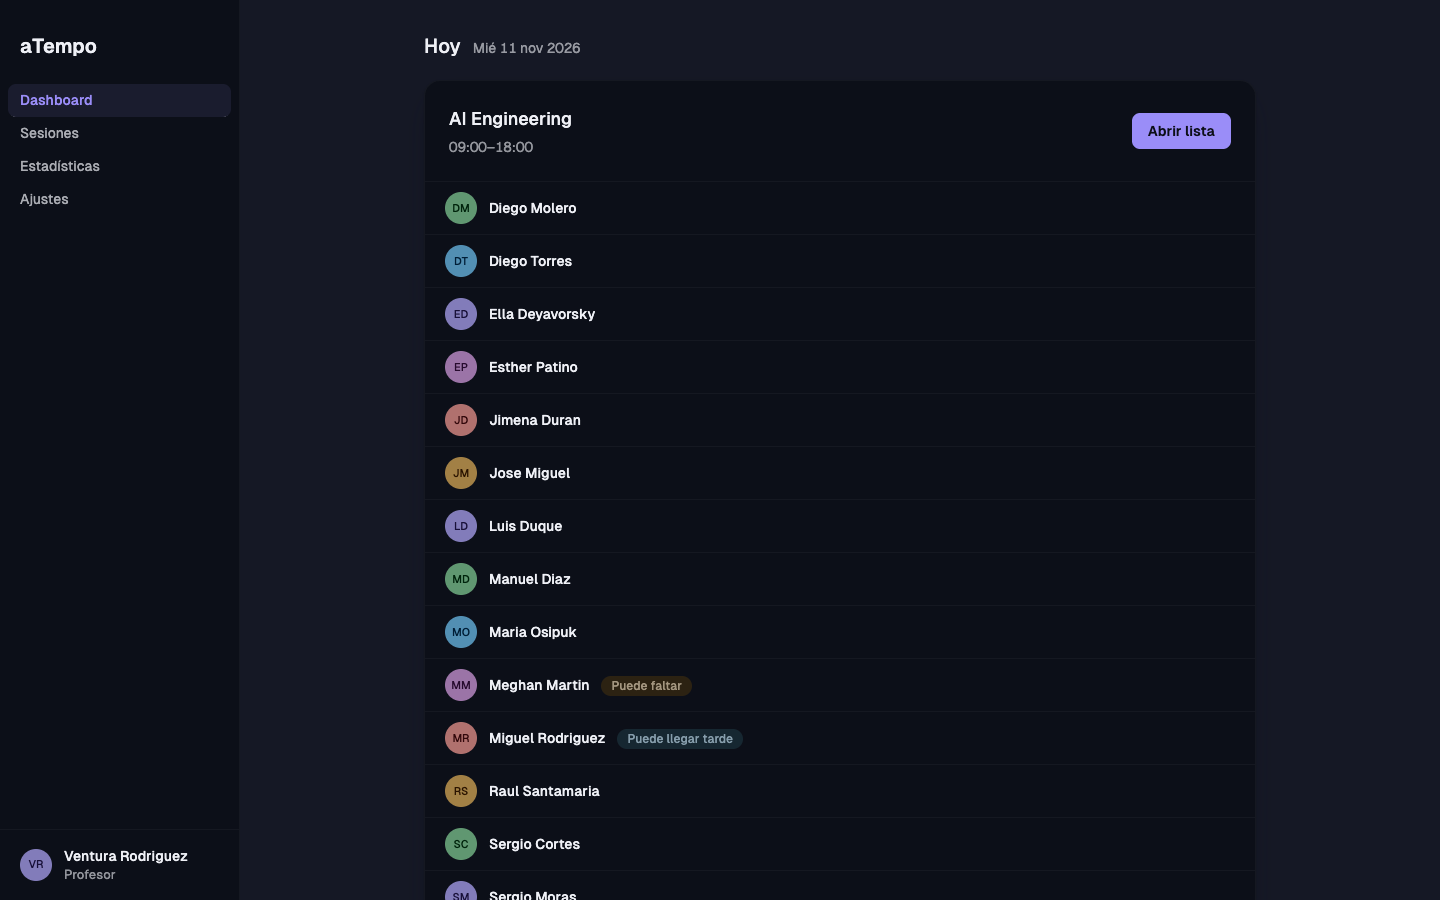 aTempo
Dashboard
Sesiones
Estadísticas
Ajustes
Hoy Mié 11 nov 2026
AI Engineering
09:00–18:00
Abrir lista
DM Diego Molero
DT Diego Torres
ED Ella Deyavorsky
EP Esther Patino
JD Jimena Duran
JM Jose Miguel
LD Luis Duque
MD Manuel Diaz
MO Maria Osipuk
MM Meghan Martin Puede faltar
MR Miguel Rodriguez Puede llegar tarde
RS Raul Santamaria
SC Sergio Cortes
SM Sergio Moras
VR Ventura Rodriguez
Profesor